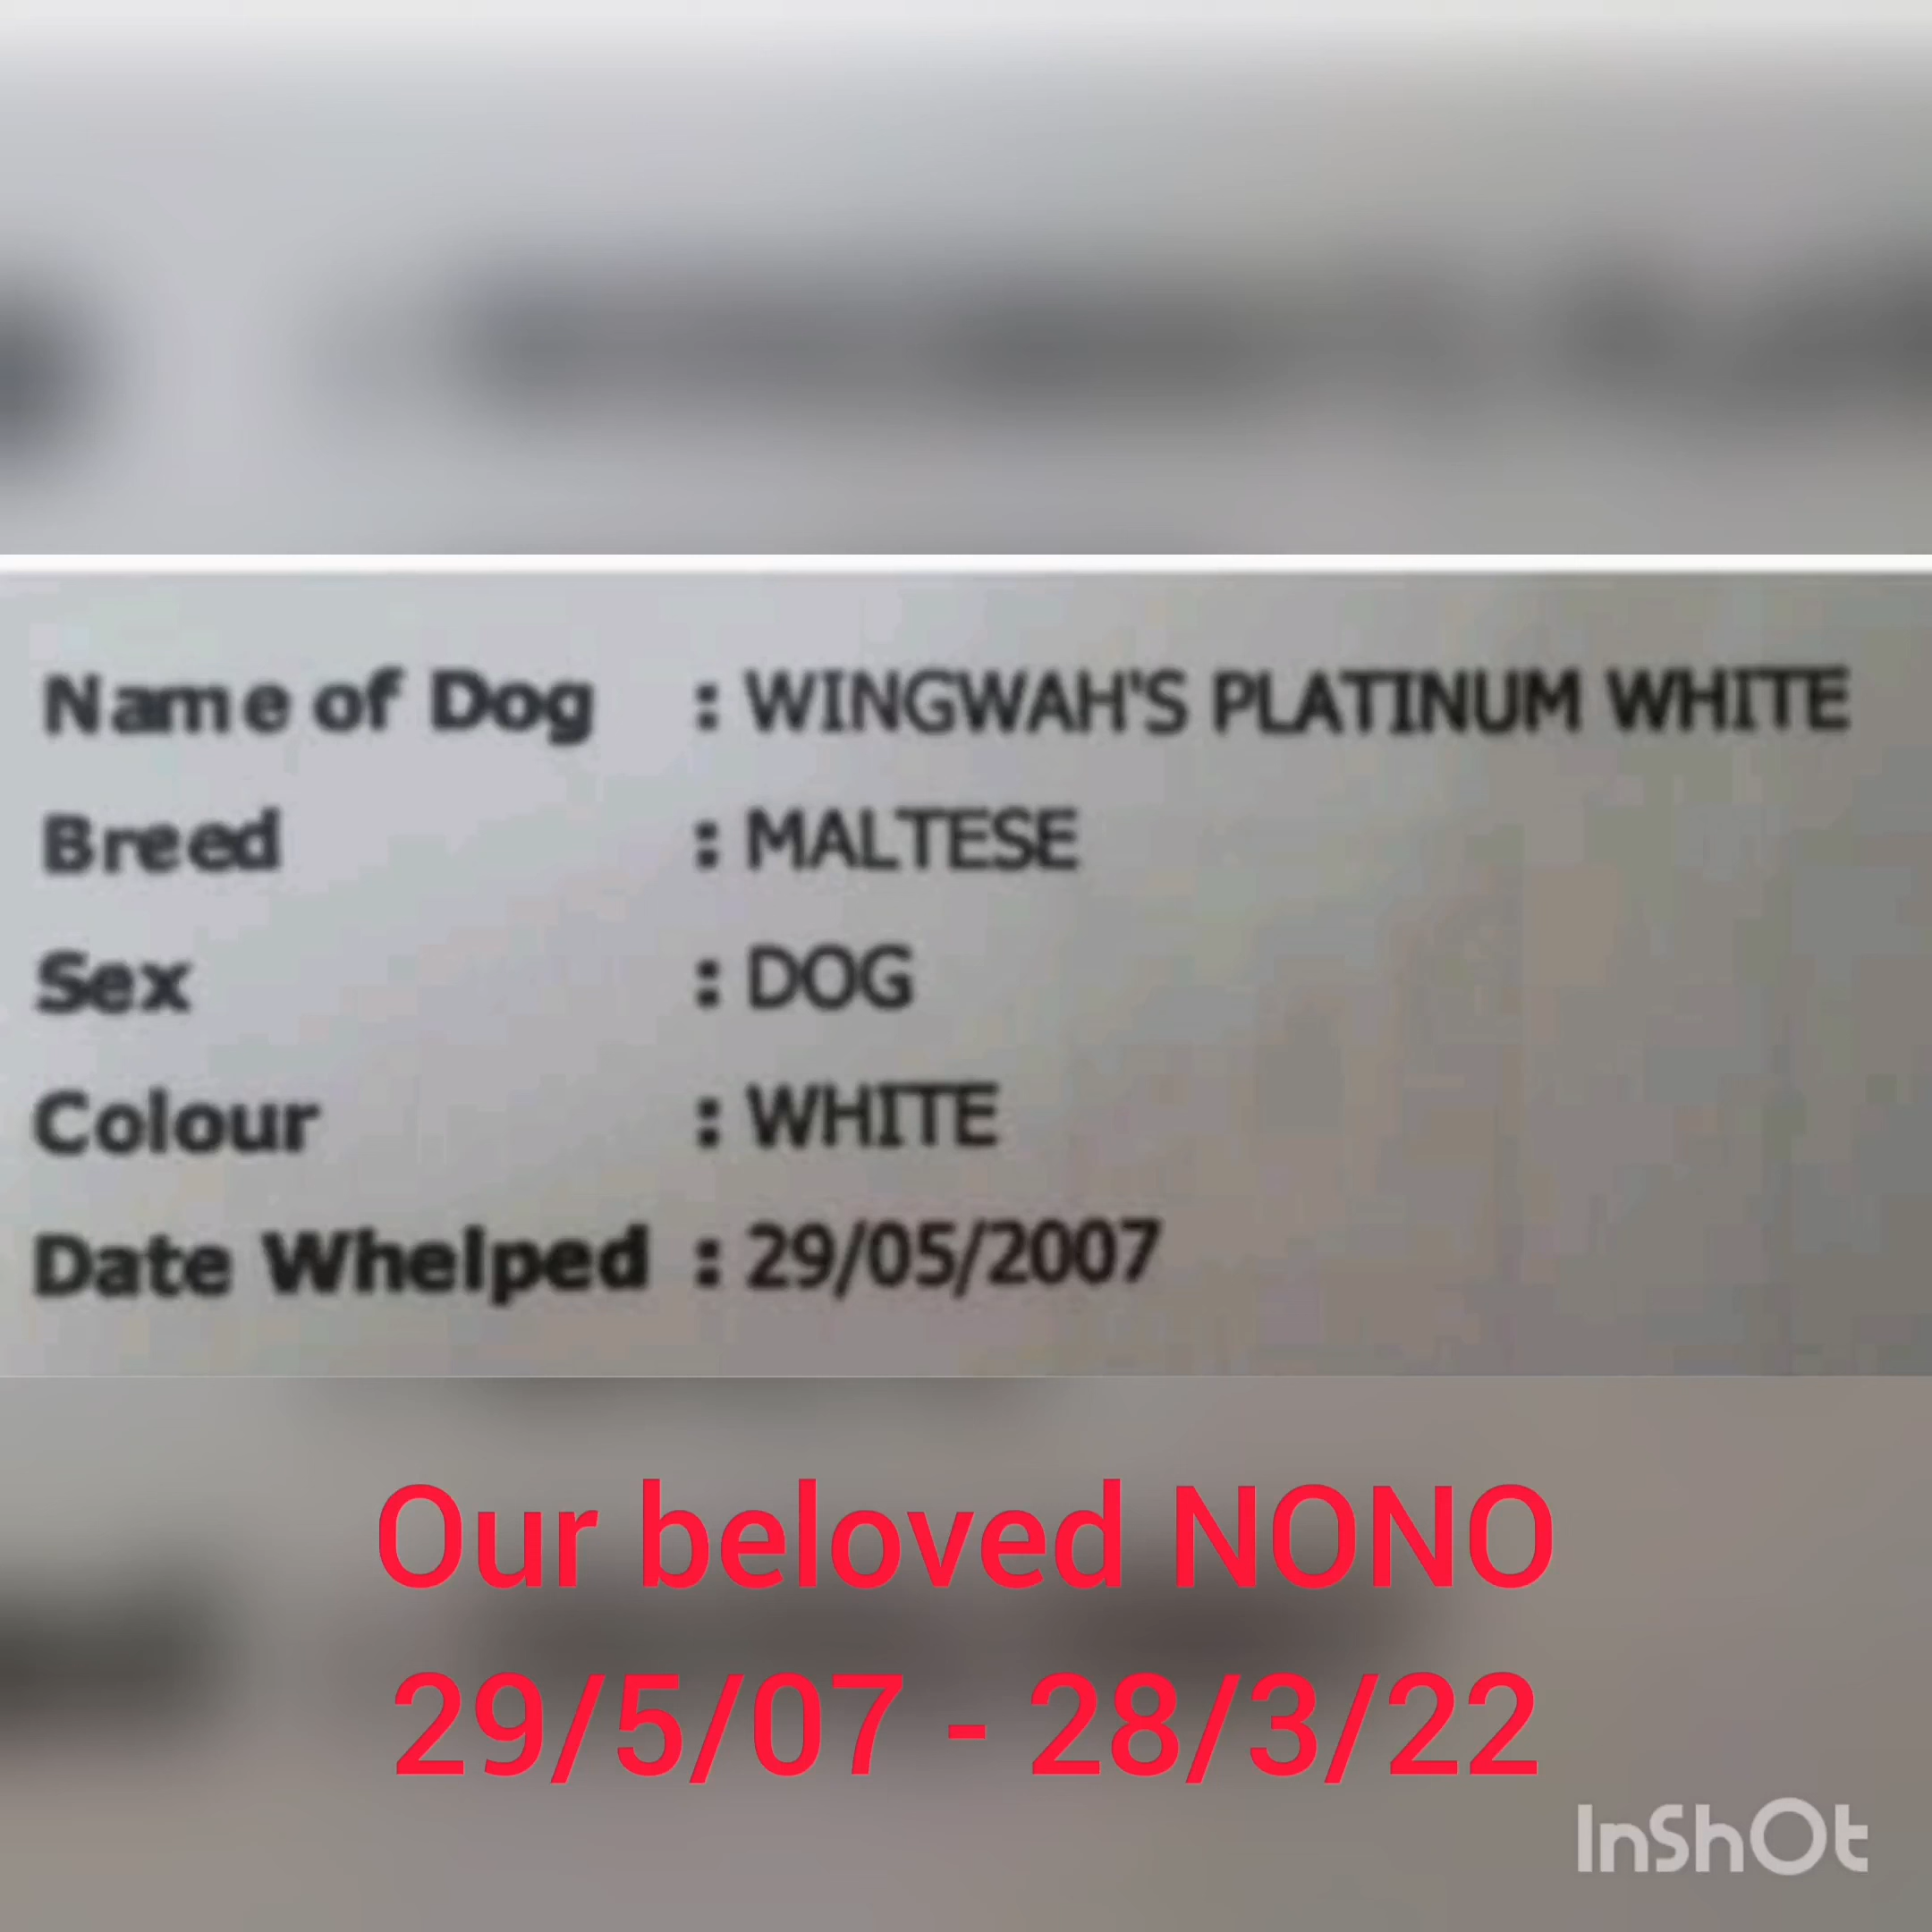 Name of Dog : WINGWAH'S PLATINUM WHITE
Breed : MALTESE
Sex : DOG
Colour : WHITE
Date Whelped : 29/05/2007
Our beloved NONO
29/5/07 - 28/3/22
InShOt